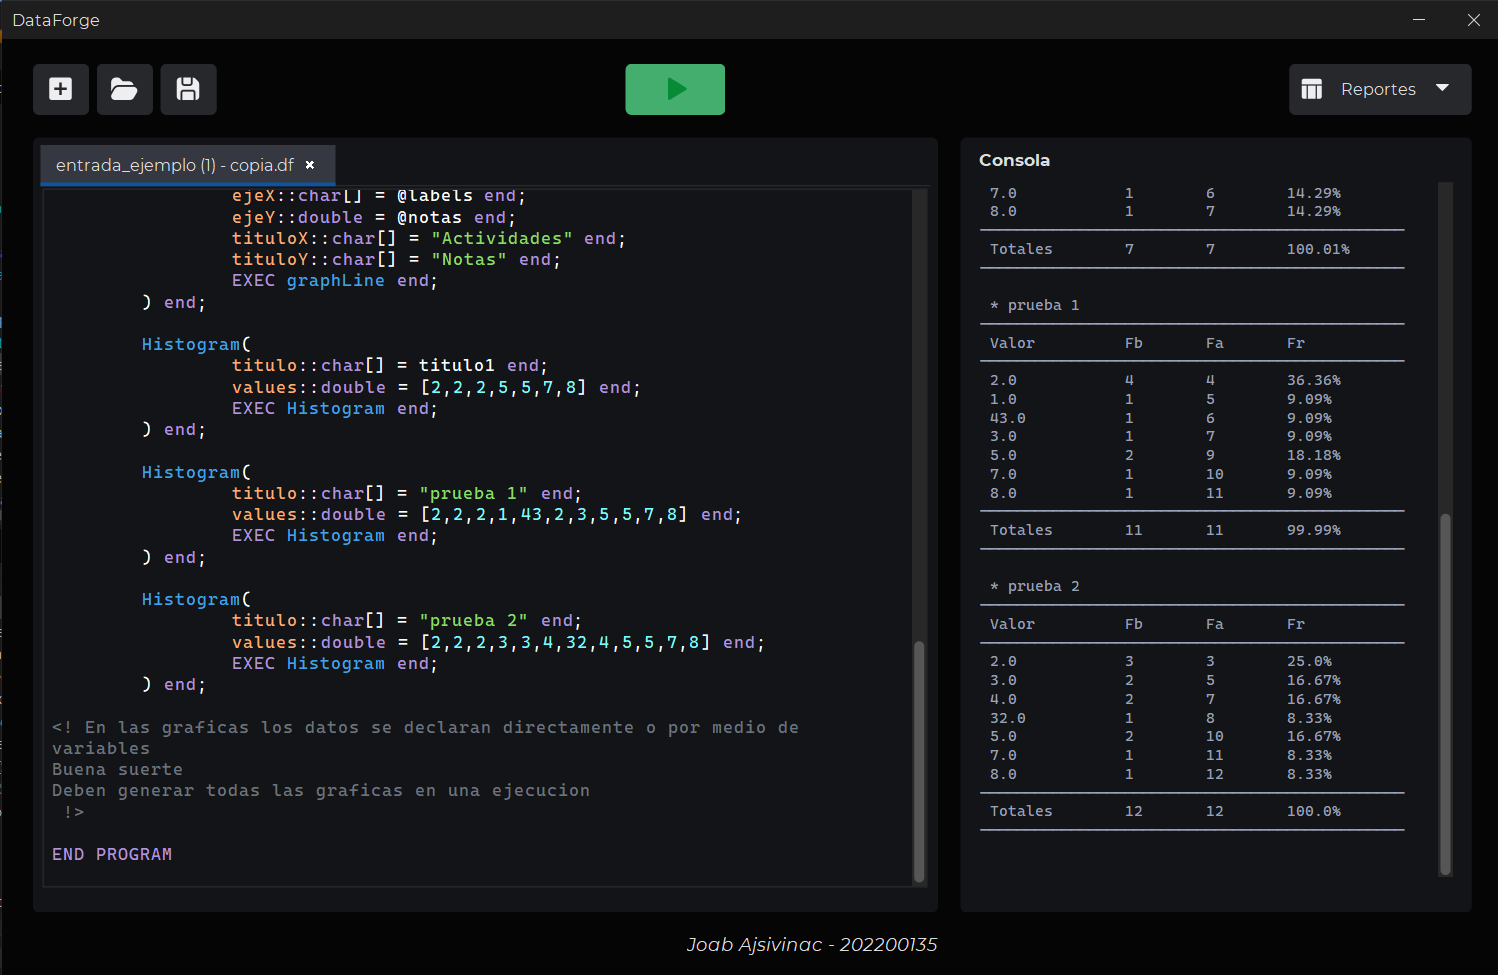 DataForge
Reportes
entrada_ejemplo (1) - copia.df
ejeX::char[] = @labels end;
ejeY::double = @notas end;
tituloX::char[] = "Actividades" end;
tituloY::char[] = "Notas" end;
EXEC graphLine end;
) end;
Histogram(
titulo::char[] = titulo1 end;
values::double = [2,2,2,5,5,7,8] end;
EXEC Histogram end;
) end;
Histogram(
titulo::char[] = "prueba 1" end;
values::double = [2,2,2,1,43,2,3,5,5,7,8] end;
EXEC Histogram end;
) end;
Histogram(
titulo::char[] = "prueba 2" end;
values::double = [2,2,2,3,3,4,32,4,5,5,7,8] end;
EXEC Histogram end;
) end;
<! En las graficas los datos se declaran directamente o por medio de
variables
Buena suerte
Deben generar todas las graficas en una ejecucion
!>
END PROGRAM
Consola
7.0 1 6 14.29%
8.0 1 7 14.29%
Totales 7 7 100.01%
* prueba 1
Valor Fb Fa Fr
2.0 4 4 36.36%
1.0 1 5 9.09%
43.0 1 6 9.09%
3.0 1 7 9.09%
5.0 2 9 18.18%
7.0 1 10 9.09%
8.0 1 11 9.09%
Totales 11 11 99.99%
* prueba 2
Valor Fb Fa Fr
2.0 3 3 25.0%
3.0 2 5 16.67%
4.0 2 7 16.67%
32.0 1 8 8.33%
5.0 2 10 16.67%
7.0 1 11 8.33%
8.0 1 12 8.33%
Totales 12 12 100.0%
Joab Ajsivinac - 202200135